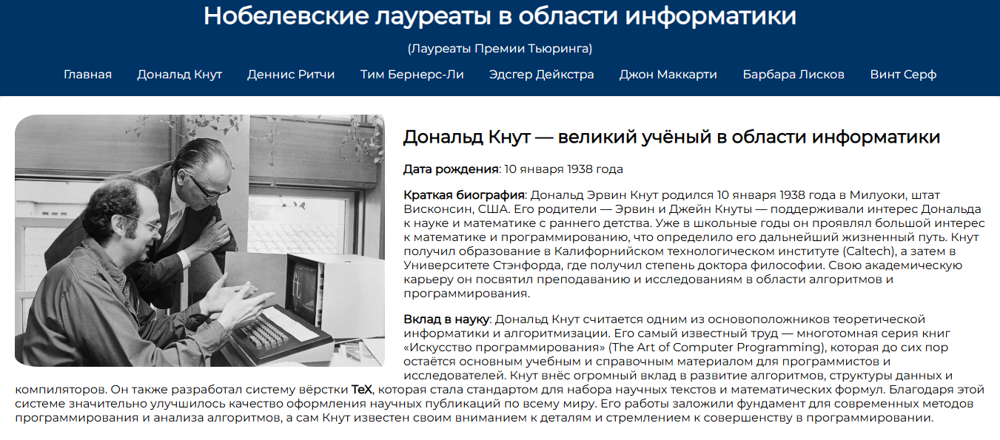 Нобелевские лауреаты в области информатики
(Лауреаты Премии Тьюринга)
Главная Дональд Кнут Деннис Ритчи Тим Бернерс-Ли Эдсгер Дейкстра Джон Маккарти Барбара Лисков Винт Серф
Дональд Кнут — великий учёный в области информатики
Дата рождения: 10 января 1938 года
Краткая биография: Дональд Эрвин Кнут родился 10 января 1938 года в Милуоки, штат
Висконсин, США. Его родители — Эрвин и Джейн Кнуты — поддерживали интерес Дональда
к науке и математике с раннего детства. Уже в школьные годы он проявлял большой интерес
к математике и программированию, что определило его дальнейший жизненный путь. Кнут
получил образование в Калифорнийском технологическом институте (Caltech), а затем в
Университете Стэнфорда, где получил степень доктора философии. Свою академическую
карьеру он посвятил преподаванию и исследованиям в области алгоритмов и
программирования.
Вклад в науку: Дональд Кнут считается одним из основоположников теоретической
информатики и алгоритмизации. Его самый известный труд — многотомная серия книг
«Искусство программирования» (The Art of Computer Programming), которая до сих пор
остаётся основным учебным и справочным материалом для программистов и
исследователей. Кнут внёс огромный вклад в развитие алгоритмов, структуры данных и
компиляторов. Он также разработал систему вёрстки TeX, которая стала стандартом для набора научных текстов и математических формул. Благодаря этой
системе значительно улучшилось качество оформления научных публикаций по всему миру. Его работы заложили фундамент для современных методов
программирования и анализа алгоритмов, а сам Кнут известен своим вниманием к деталям и стремлением к совершенству в программировании.